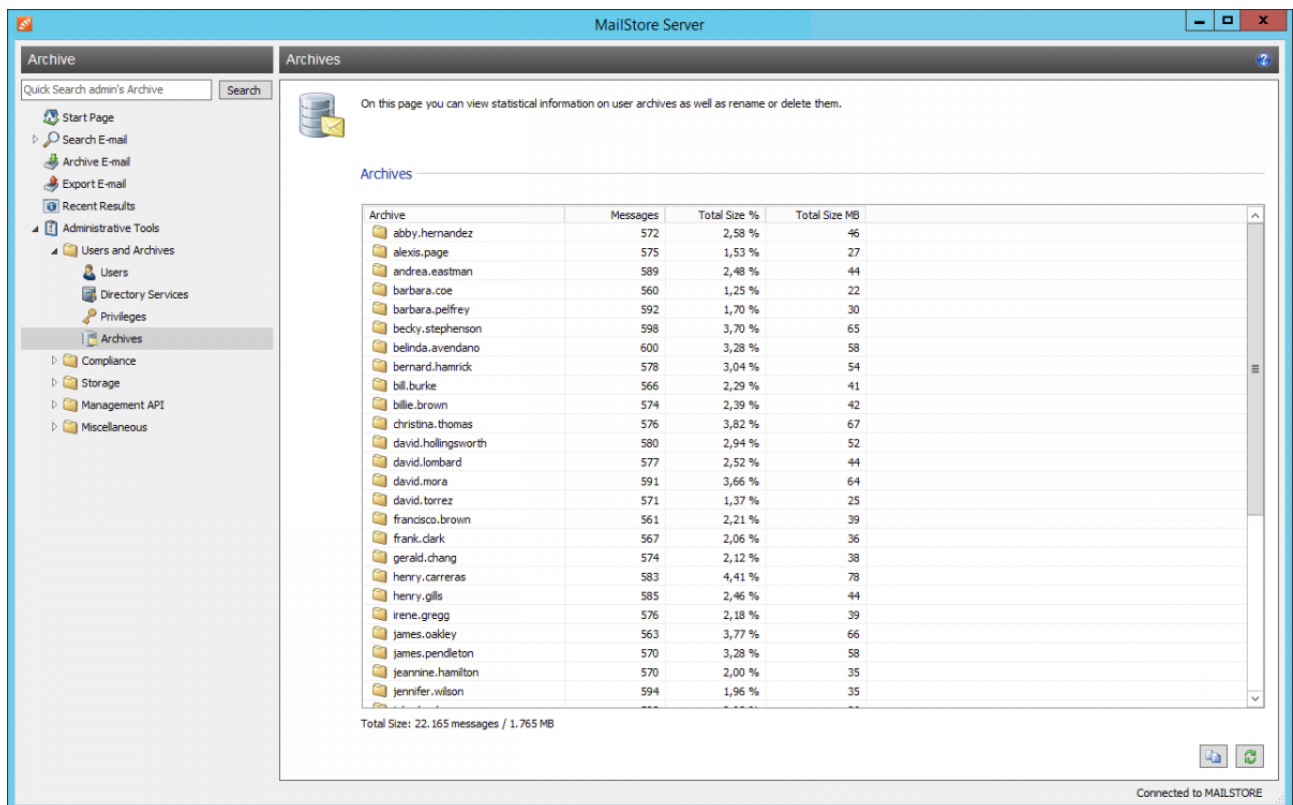 MailStore Server
Archive
Archives
Quick Search admin's Archive Search
Start Page
Search E-mail
Archive E-mail
Export E-mail
Recent Results
Administrative Tools
Users and Archives
Users
Directory Services
Privileges
Archives
Compliance
Storage
Management API
Miscellaneous
On this page you can view statistical information on user archives as well as rename or delete them.
Archives
Archive Messages Total Size % Total Size MB
abby.hernandez 572 2,58 % 46
alexis.page 575 1,53 % 27
andrea.eastman 589 2,48 % 44
barbara.coe 560 1,25 % 22
barbara.pelfrey 592 1,70 % 30
becky.stephenson 598 3,70 % 65
belinda.avendano 600 3,28 % 58
bernard.hamrick 578 3,04 % 54
bill.burke 566 2,29 % 41
billie.brown 574 2,39 % 42
christina.thomas 576 3,82 % 67
david.hollingsworth 580 2,94 % 52
david.lombard 577 2,52 % 44
david.mora 591 3,66 % 64
david.torrez 571 1,37 % 25
francisco.brown 561 2,21 % 39
frank.clark 567 2,06 % 36
gerald.chang 574 2,12 % 38
henry.carreras 583 4,41 % 78
henry.gills 585 2,46 % 44
irene.gregg 576 2,18 % 39
james.oakley 563 3,77 % 66
james.pendleton 570 3,28 % 58
jeannine.hamilton 570 2,00 % 35
jennifer.wilson 594 1,96 % 35
Total Size: 22.165 messages / 1.765 MB
Connected to MAILSTORE